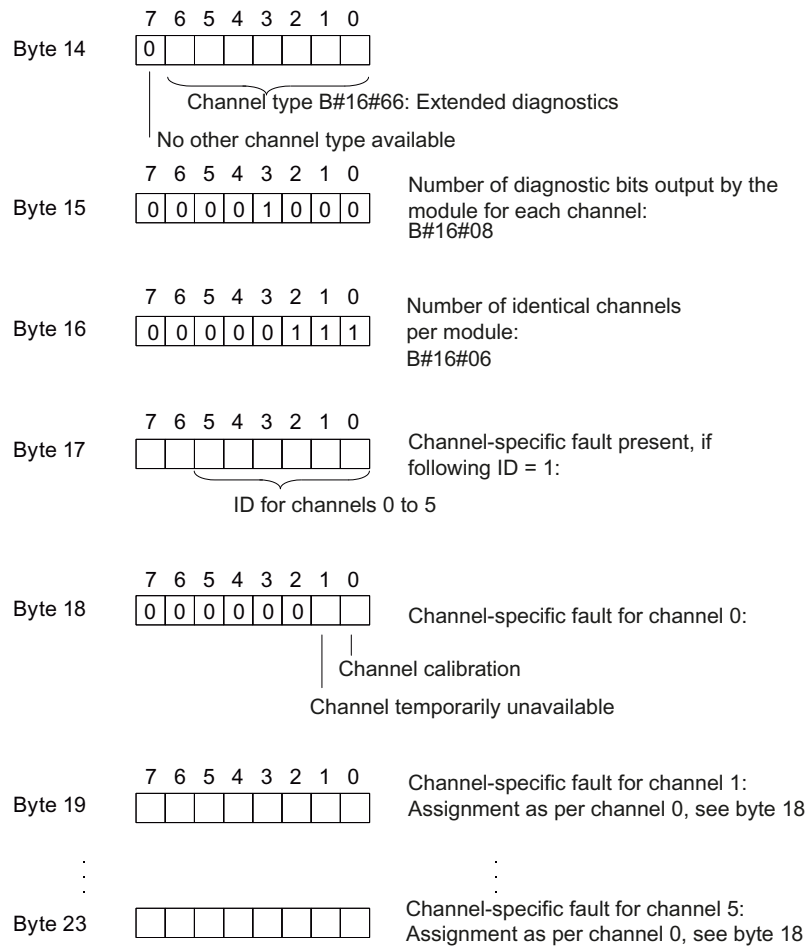 7 6 5 4 3 2 1 0
Byte 14 0
Channel type B#16#66: Extended diagnostics
No other channel type available
7 6 5 4 3 2 1 0
Byte 15 0 0 0 0 1 0 0 0
Number of diagnostic bits output by the
module for each channel:
B#16#08
7 6 5 4 3 2 1 0
Byte 16 0 0 0 0 0 1 1 1
Number of identical channels
per module:
B#16#06
7 6 5 4 3 2 1 0
Byte 17
Channel-specific fault present, if
following ID = 1:
ID for channels 0 to 5
7 6 5 4 3 2 1 0
Byte 18 0 0 0 0 0 0
Channel-specific fault for channel 0:
Channel calibration
Channel temporarily unavailable
7 6 5 4 3 2 1 0
Byte 19
Channel-specific fault for channel 1:
Assignment as per channel 0, see byte 18
Byte 23
Channel-specific fault for channel 5:
Assignment as per channel 0, see byte 18